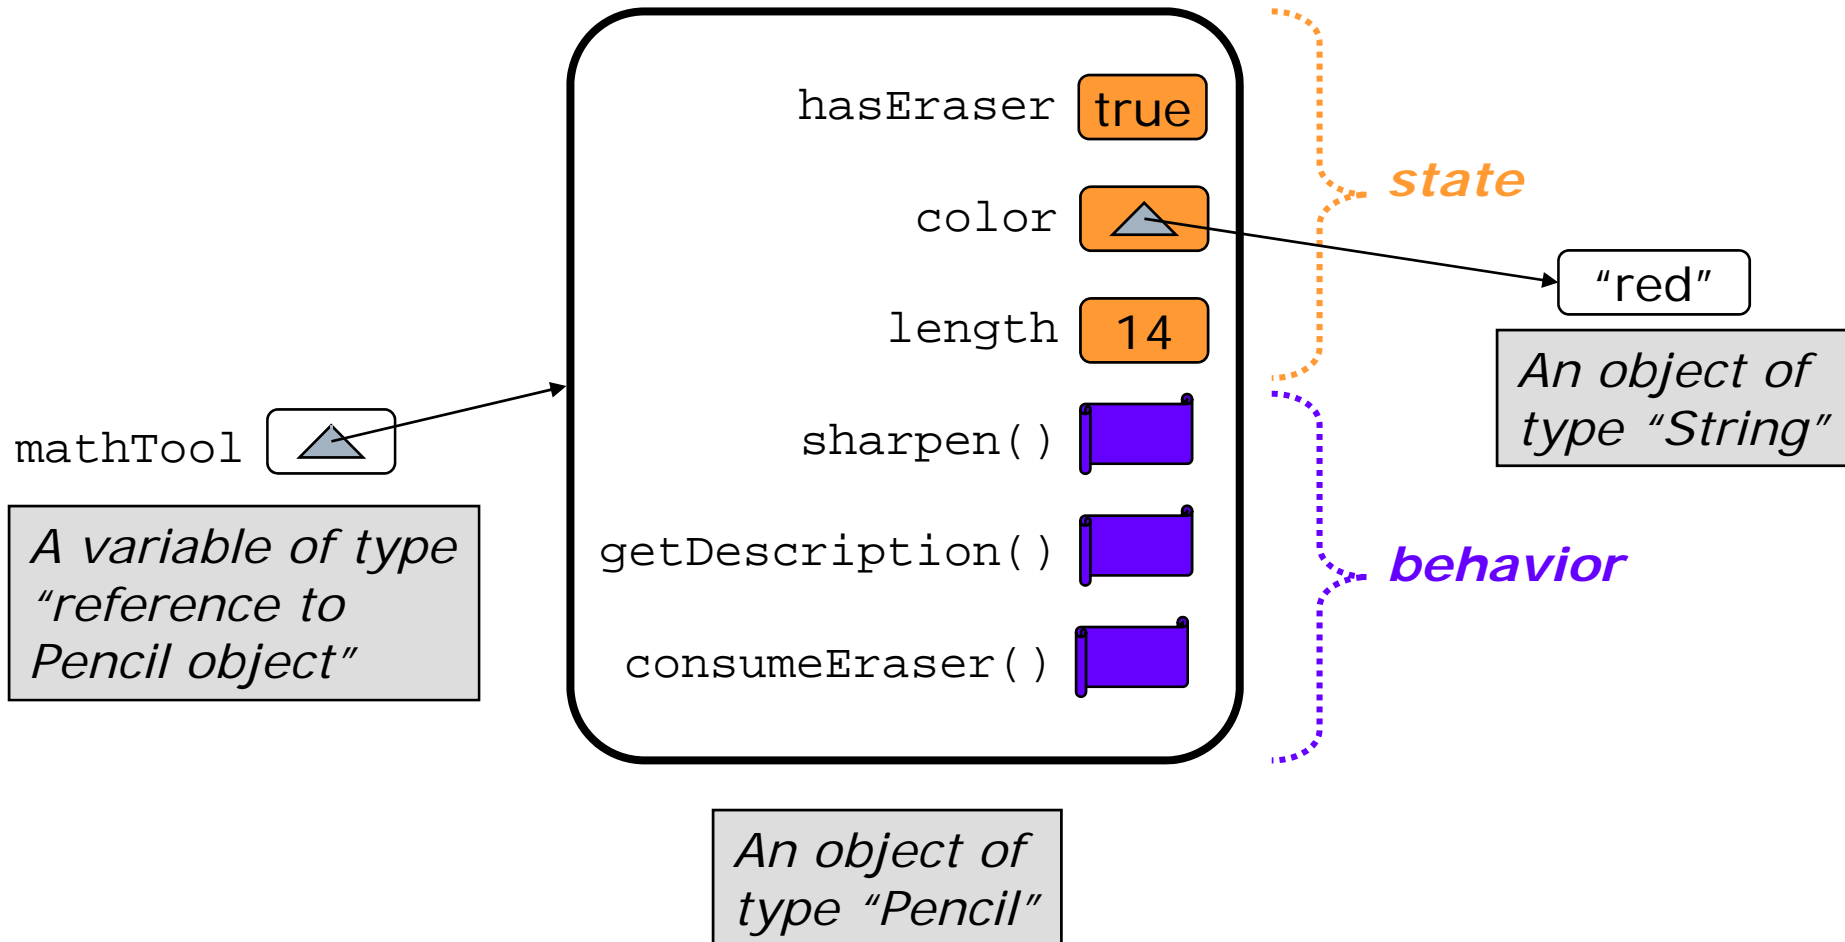 hasEraser true
color
length 14
sharpen()
getDescription()
consumeEraser()
state
behavior
“red”
An object of
type “String”
mathTool
A variable of type
“reference to
Pencil object”
An object of
type “Pencil”